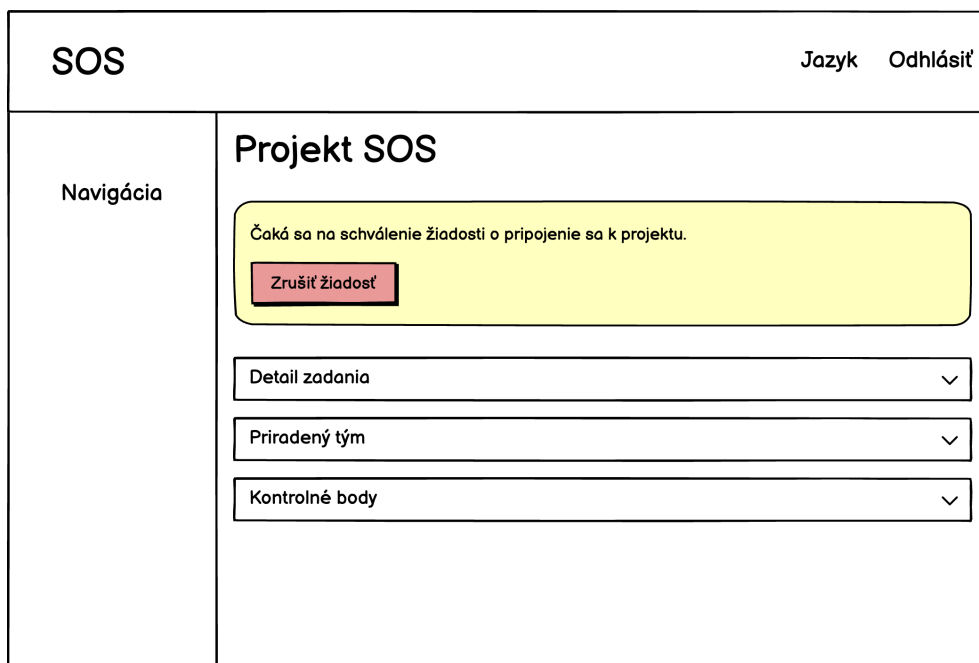 SOS
Jazyk
Odhlásiť
Navigácia
Projekt SOS
Čaká sa na schválenie žiadosti o pripojenie sa k projektu.
Zrušiť žiadosť
Detail zadania
Priradený tým
Kontrolné body